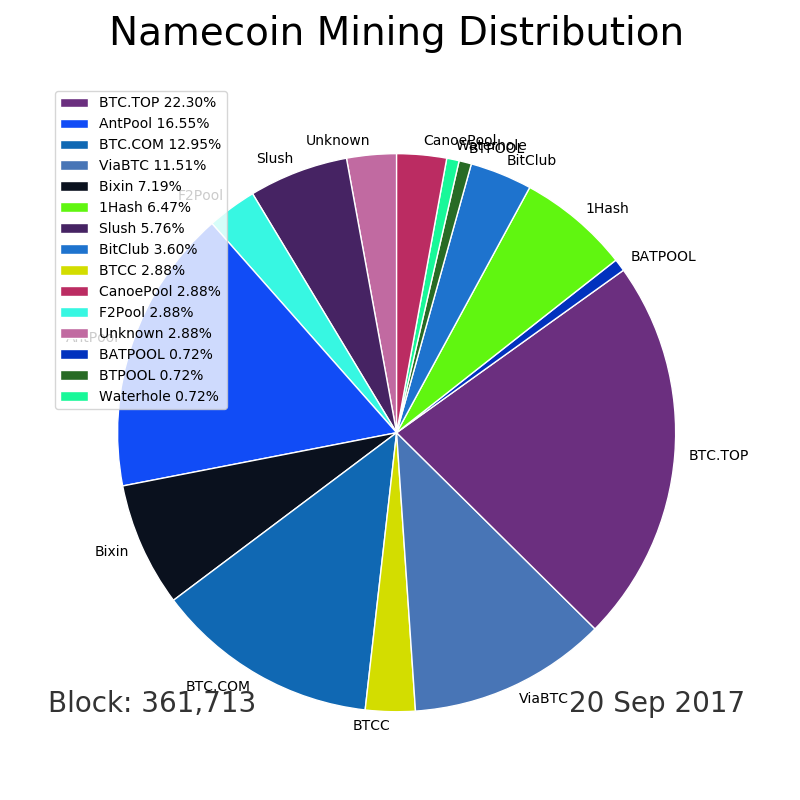 Namecoin Mining Distribution
BTC.TOP 22.30%
AntPool 16.55%
BTC.COM 12.95%
ViaBTC 11.51%
Bixin 7.19%
1Hash 6.47%
Slush 5.76%
BitClub 3.60%
BTCC 2.88%
CanoePool 2.88%
F2Pool 2.88%
Unknown 2.88%
BATPOOL 0.72%
BTPOOL 0.72%
Waterhole 0.72%
Unknown
CanoePool
Waterhole
BTPOOL
BitClub
Slush
F2Pool
1Hash
BATPOOL
AntPool
BTC.TOP
Bixin
BTC.COM
ViaBTC
BTCC
Block: 361,713
20 Sep 2017